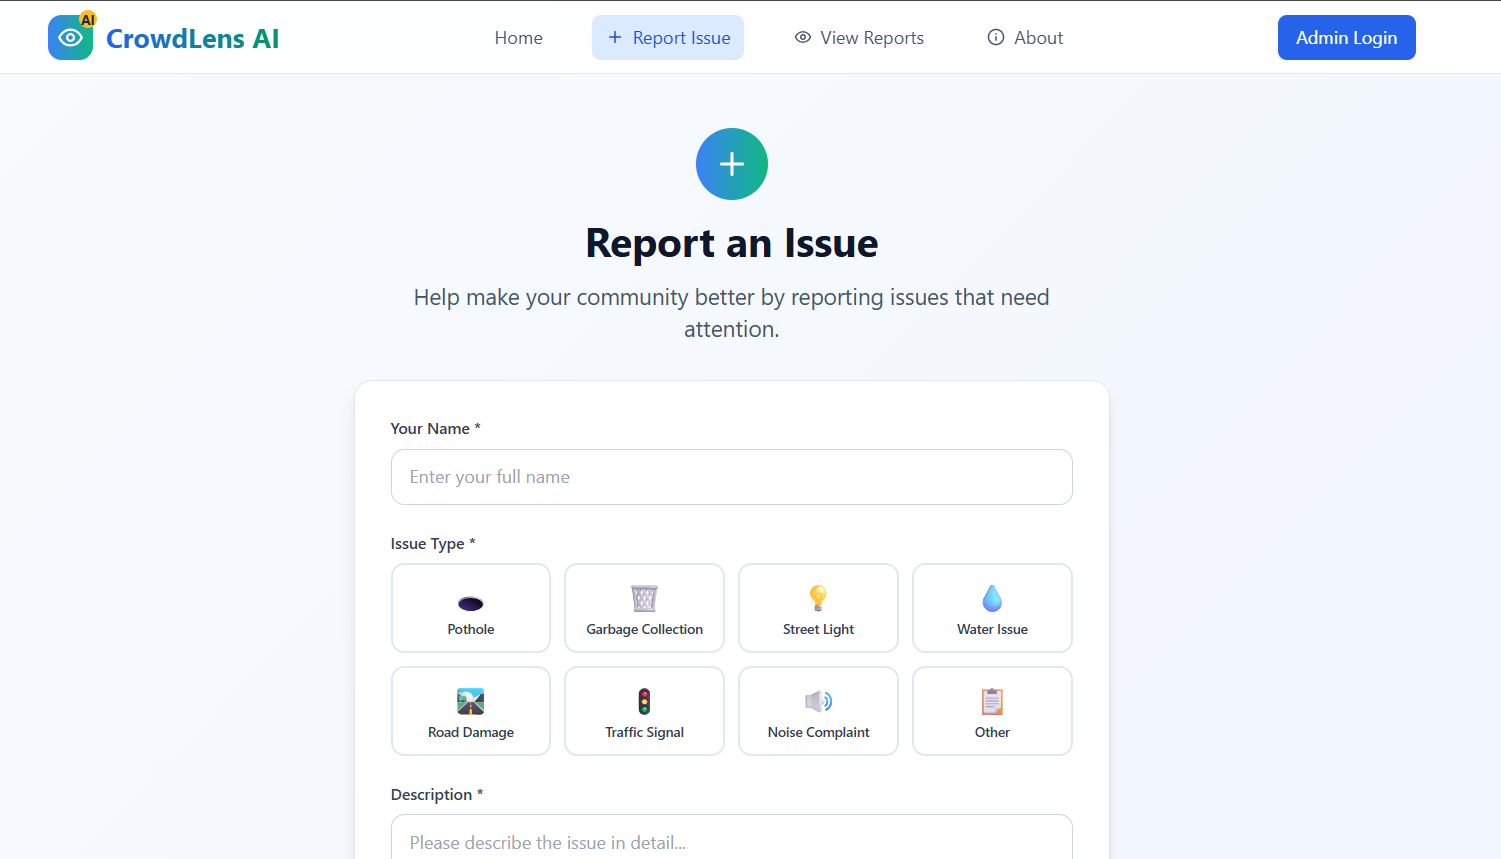 AI
CrowdLens AI
Home
Report Issue
View Reports
About
Admin Login
Report an Issue
Help make your community better by reporting issues that need
attention.
Your Name *
Enter your full name
Issue Type *
Pothole
Garbage Collection
Street Light
Water Issue
Road Damage
Traffic Signal
Noise Complaint
Other
Description *
Please describe the issue in detail...